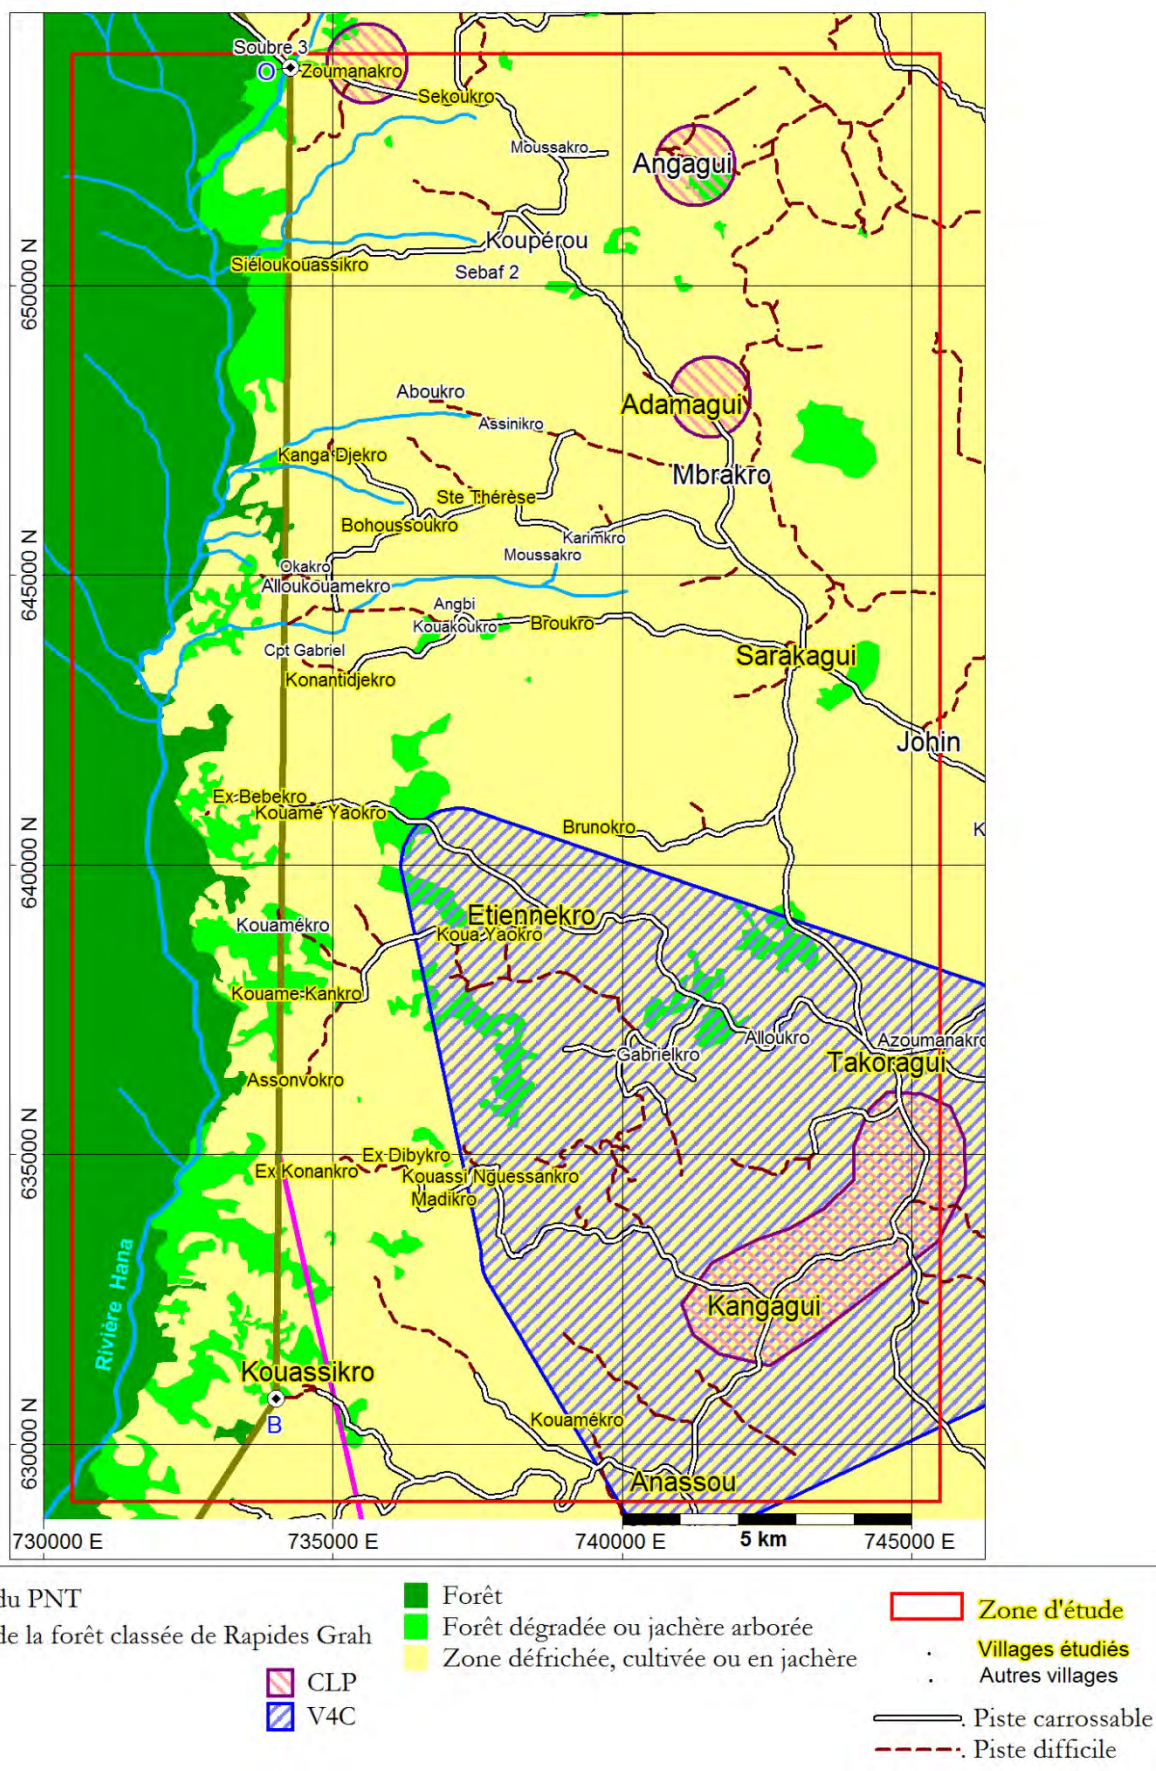 Soubre 3
O
Zoumanakro
Sekoukro
Moussakro
Angagui
Koupérou
Siéloukouassikro
Sebaf 2
650000 N
Aboukro
Adamagui
Assinikro
Kanga Djekro
Mbrakro
Ste Thérèse
Bohoussoukro
Karimkro
Moussakro
Okakro
645000 N
Alloukouamekro
Angbi
Kouakoukro
Broukro
Cpt Gabriel
Sarakagui
Konantidjekro
Johin
Ex Bebekro
Kouamé Yaokro
Brunokro
K
640000 N
Etiennekro
Kouamékro
Koua Yaokro
Kouame-Kankro
Alloukro
Azoumanakro
Gabrielkro
Takoragui
Assonvokro
635000 N
Ex Dibykro
Ex Konankro
Kouassi Nguessankro
Madikro
Rivière Hana
Kangagui
Kouassikro
B
Kouamékro
630000 N
Anassou
730000 E
735000 E
740000 E
5 km
745000 E
du PNT
de la forêt classée de Rapides Grah
CLP
V4C
Forêt
Forêt dégradée ou jachère arborée
Zone défrichée, cultivée ou en jachère
Zone d'étude
Villages étudiés
Autres villages
Piste carrossable
Piste difficile